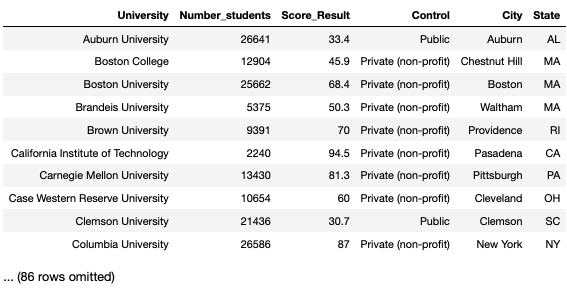 University Number_students Score_Result Control City State
Auburn University 26641 33.4 Public Auburn AL
Boston College 12904 45.9 Private (non-profit) Chestnut Hill MA
Boston University 25662 68.4 Private (non-profit) Boston MA
Brandeis University 5375 50.3 Private (non-profit) Waltham MA
Brown University 9391 70 Private (non-profit) Providence RI
California Institute of Technology 2240 94.5 Private (non-profit) Pasadena CA
Carnegie Mellon University 13430 81.3 Private (non-profit) Pittsburgh PA
Case Western Reserve University 10654 60 Private (non-profit) Cleveland OH
Clemson University 21436 30.7 Public Clemson SC
Columbia University 26586 87 Private (non-profit) New York NY
... (86 rows omitted)